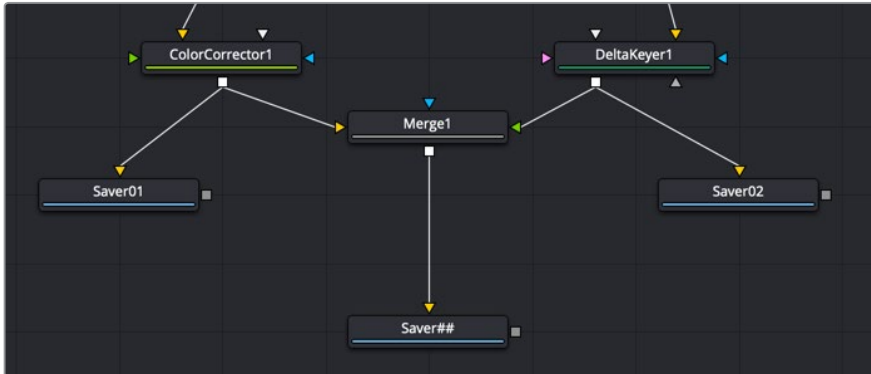 ColorCorrector1
DeltaKeyer1
Merge1
Saver01
Saver02
Saver##